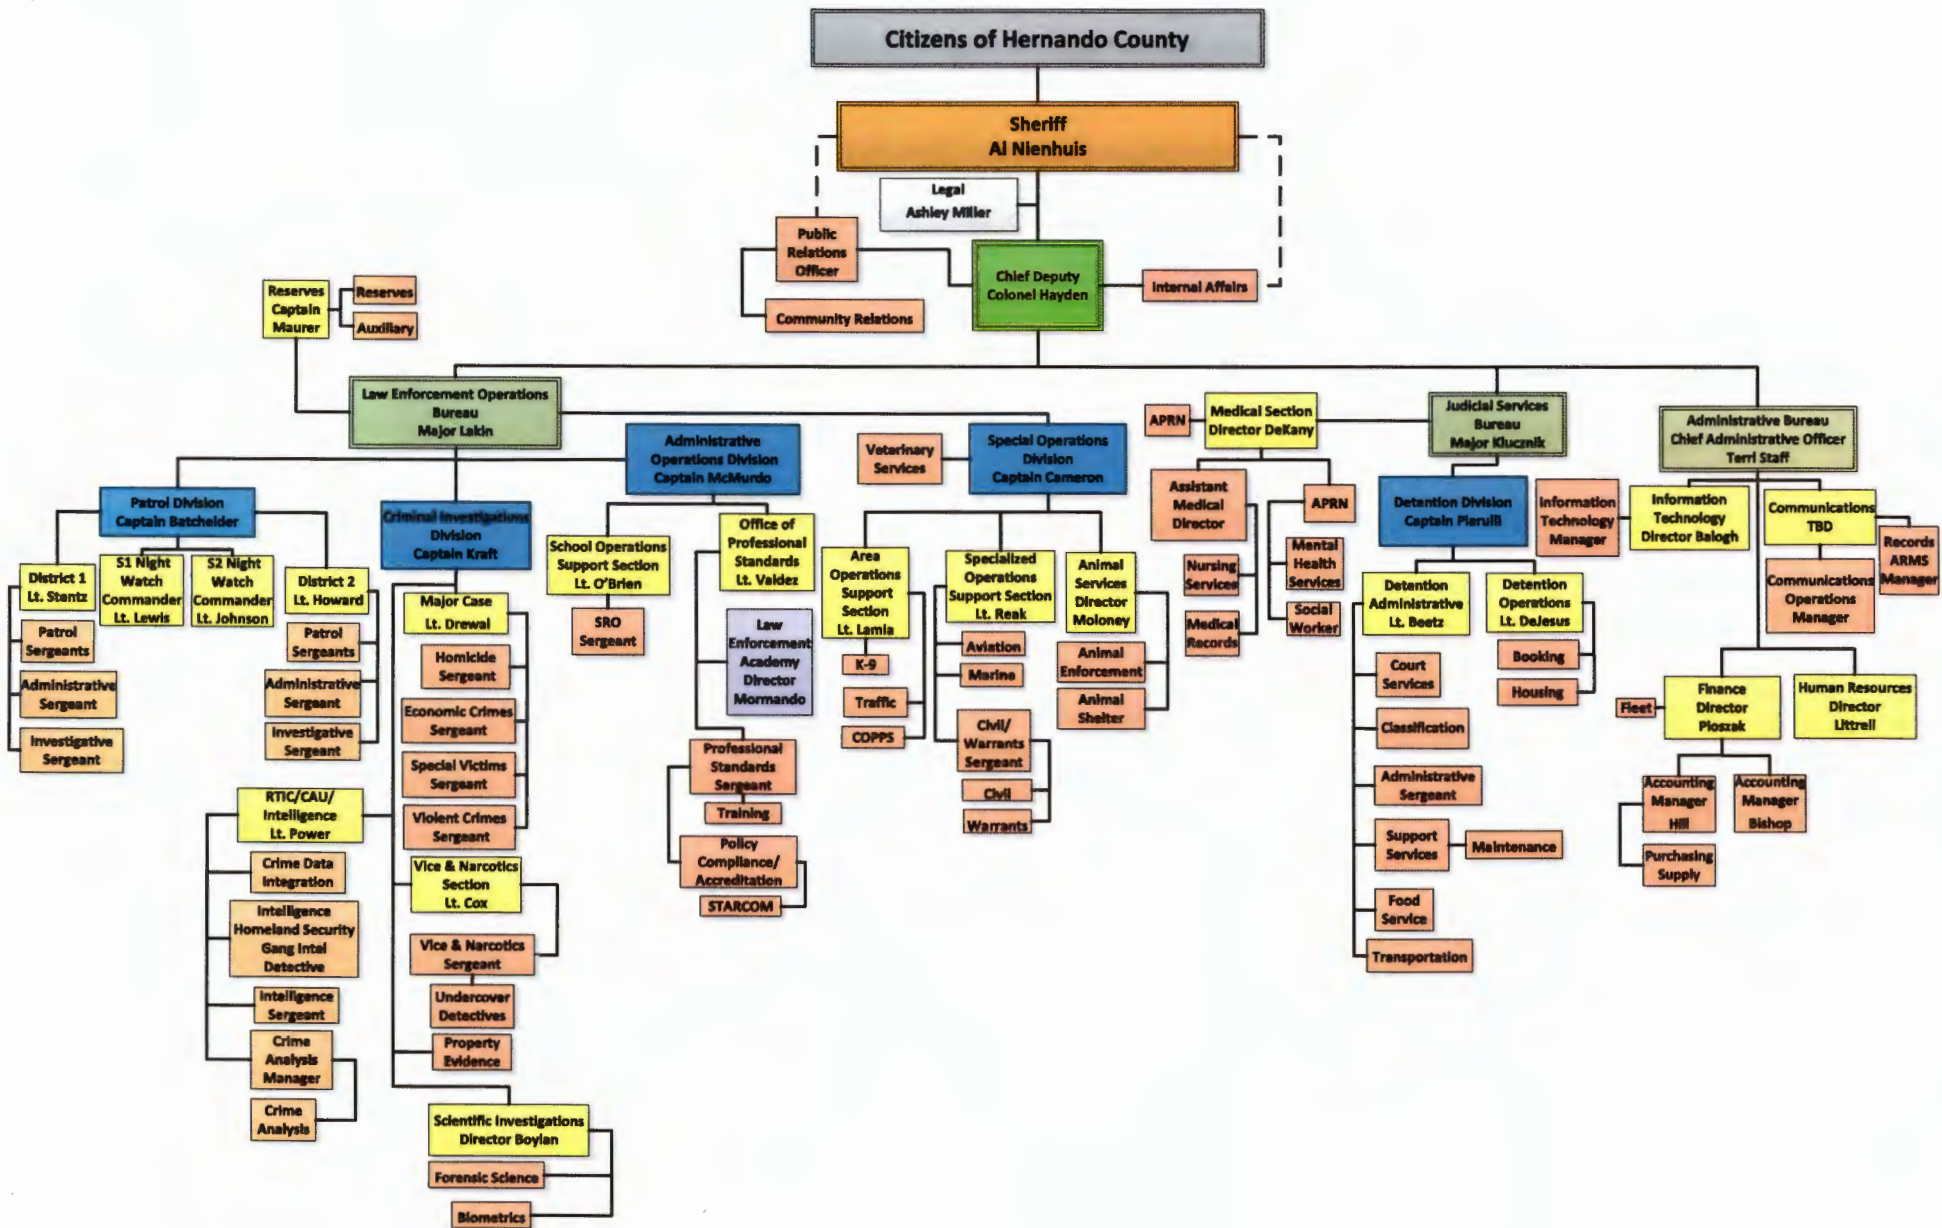 Citizens of Hernando County
Sheriff
Al Nienhuis
Legal
Ashley Miller
Public
Relations
Officer
Chief Deputy
Colonel Hayden
Internal Affairs
Community Relations
Reserves
Captain
Maurer
Reserves
Auxiliary
Law Enforcement Operations
Bureau
Major Lakin
Judicial Services
Bureau
Major Klucznik
Administrative Bureau
Chief Administrative Officer
Terri Staff
Patrol Division
Captain Batchelder
District 1
Lt. Stentz
Patrol
Sergeants
Administrative
Sergeant
Investigative
Sergeant
S1 Night
Watch
Commander
Lt. Lewis
S2 Night
Watch
Commander
Lt. Johnson
District 2
Lt. Howard
Patrol
Sergeants
Administrative
Sergeant
Investigative
Sergeant
Criminal Investigations
Division
Captain Kraft
Major Case
Lt. Drewal
Homicide
Sergeant
Economic Crimes
Sergeant
Special Victims
Sergeant
Violent Crimes
Sergeant
RTIC/CAU/
Intelligence
Lt. Power
Crime Data
Integration
Intelligence
Homeland Security
Gang Intel
Detective
Intelligence
Sergeant
Crime
Analysis
Manager
Crime
Analysis
Vice & Narcotics
Section
Lt. Cox
Vice & Narcotics
Sergeant
Undercover
Detectives
Property
Evidence
Scientific Investigations
Director Boylan
Forensic Science
Biometrics
Administrative
Operations Division
Captain McMurdo
School Operations
Support Section
Lt. O'Brien
SRO
Sergeant
Office of
Professional
Standards
Lt. Valdez
Law
Enforcement
Academy
Director
Mormando
Professional
Standards
Sergeant
Training
Policy
Compliance/
Accreditation
STARCOM
Veterinary
Services
Special Operations
Division
Captain Cameron
Area
Operations
Support
Section
Lt. Lamia
K-9
Traffic
COPPS
Specialized
Operations
Support Section
Lt. Reak
Aviation
Marine
Civil/
Warrants
Sergeant
Civil
Warrants
Animal
Services
Director
Moloney
Animal
Enforcement
Animal
Shelter
APRN
Medical Section
Director DeKany
Assistant
Medical
Director
Nursing
Services
Medical
Records
APRN
Mental
Health
Services
Social
Worker
Detention Division
Captain Pierulli
Detention
Administrative
Lt. Beetz
Court
Services
Classification
Administrative
Sergeant
Support
Services
Maintenance
Food
Service
Transportation
Detention
Operations
Lt. DeJesus
Booking
Housing
Information
Technology
Manager
Information
Technology
Director Balogh
Communications
TBD
Records
ARMS
Manager
Communications
Operations
Manager
Fleet
Finance
Director
Ploszak
Human Resources
Director
Littrell
Accounting
Manager
Hill
Accounting
Manager
Bishop
Purchasing
Supply